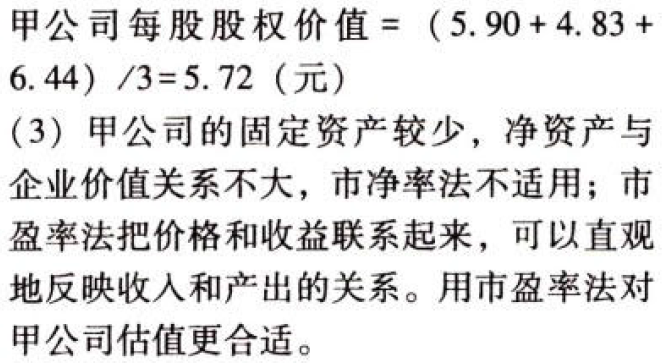 甲公司每股股权价值 = （5.90 + 4.83 +
6.44）/3=5.72（元）
（3）甲公司的固定资产较少，净资产与
企业价值关系不大，市净率法不适用；市
盈率法把价格和收益联系起来，可以直观
地反映收入和产出的关系。用市盈率法对
甲公司估值更合适。